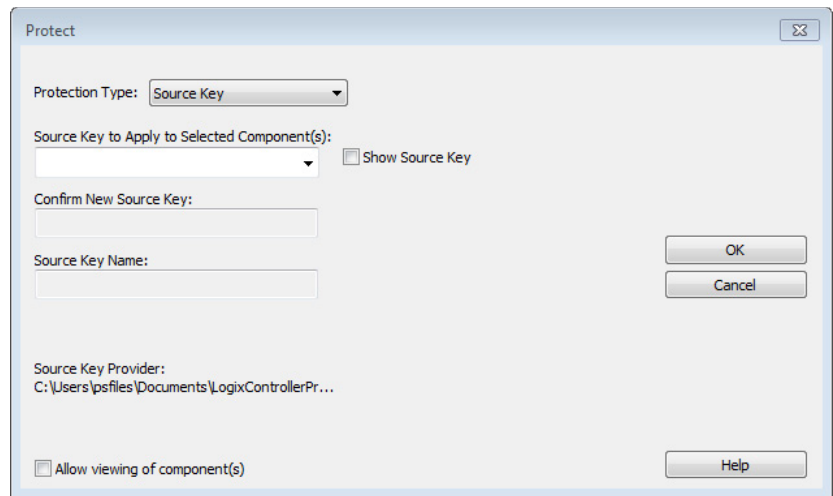 Protect
Protection Type: Source Key
Source Key to Apply to Selected Component(s):
Show Source Key
Confirm New Source Key:
Source Key Name:
OK
Cancel
Source Key Provider:
C:\Users\psfiles\Documents\LogixControllerPr...
Allow viewing of component(s)
Help